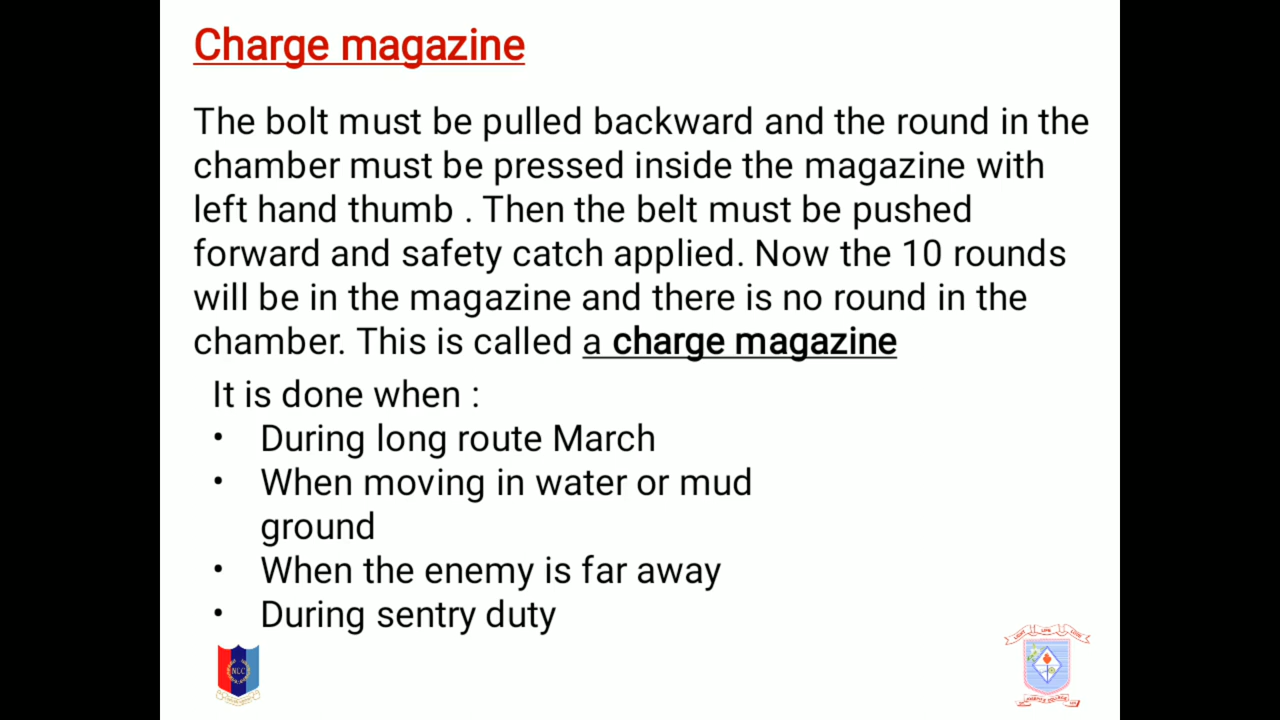 Charge magazine
The bolt must be pulled backward and the round in the
chamber must be pressed inside the magazine with
left hand thumb . Then the belt must be pushed
forward and safety catch applied. Now the 10 rounds
will be in the magazine and there is no round in the
chamber. This is called a charge magazine
It is done when :
• During long route March
• When moving in water or mud
ground
• When the enemy is far away
• During sentry duty
NCC